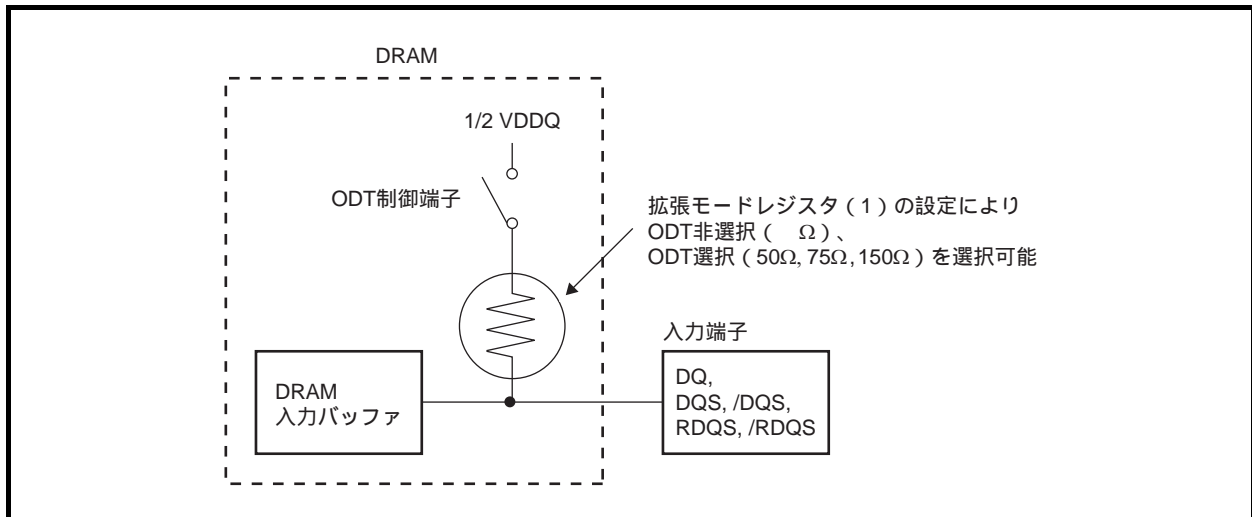 DRAM
1/2 VDDQ
ODT制御端子
拡張モードレジスタ(1)の設定により
ODT非選択(　Ω)、
ODT選択(50Ω, 75Ω,150Ω)を選択可能
入力端子
DQ,
DQS, /DQS,
RDQS, /RDQS
DRAM
入力バッファ